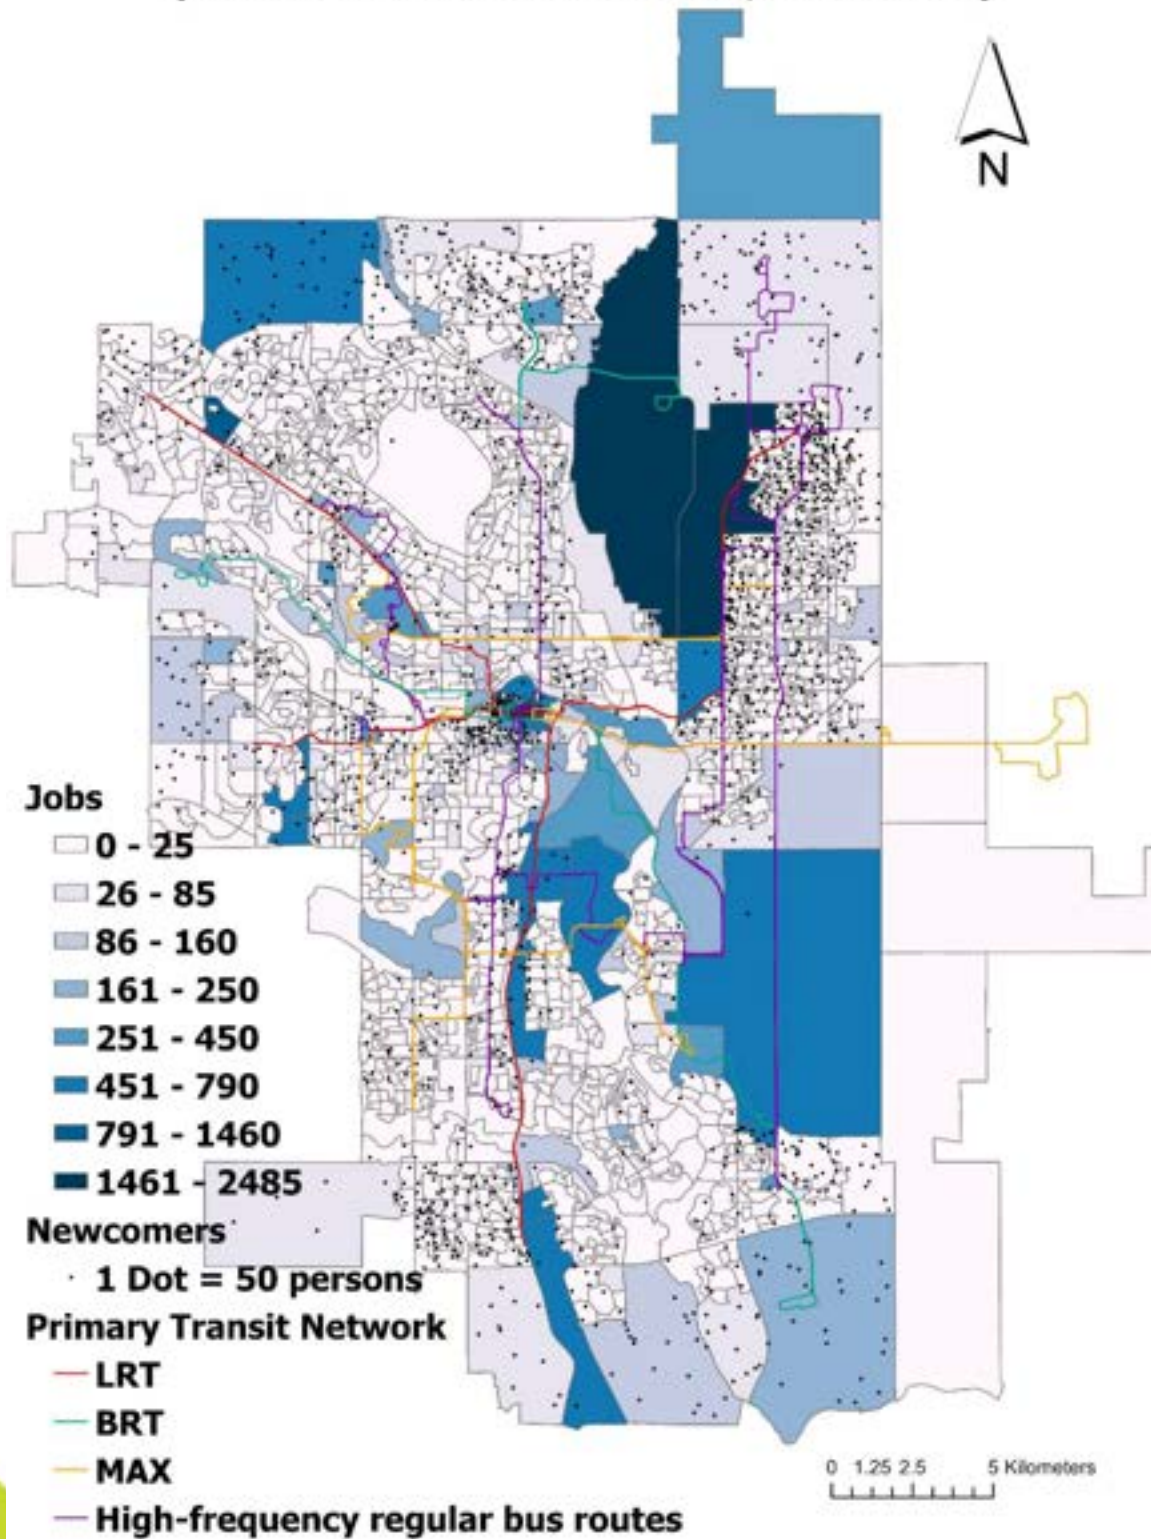 N
Jobs
0 - 25
26 - 85
86 - 160
161 - 250
251 - 450
451 - 790
791 - 1460
1461 - 2485
Newcomers
1 Dot = 50 persons
Primary Transit Network
LRT
BRT
MAX
High-frequency regular bus routes
0 1.25 2.5 5 Kilometers